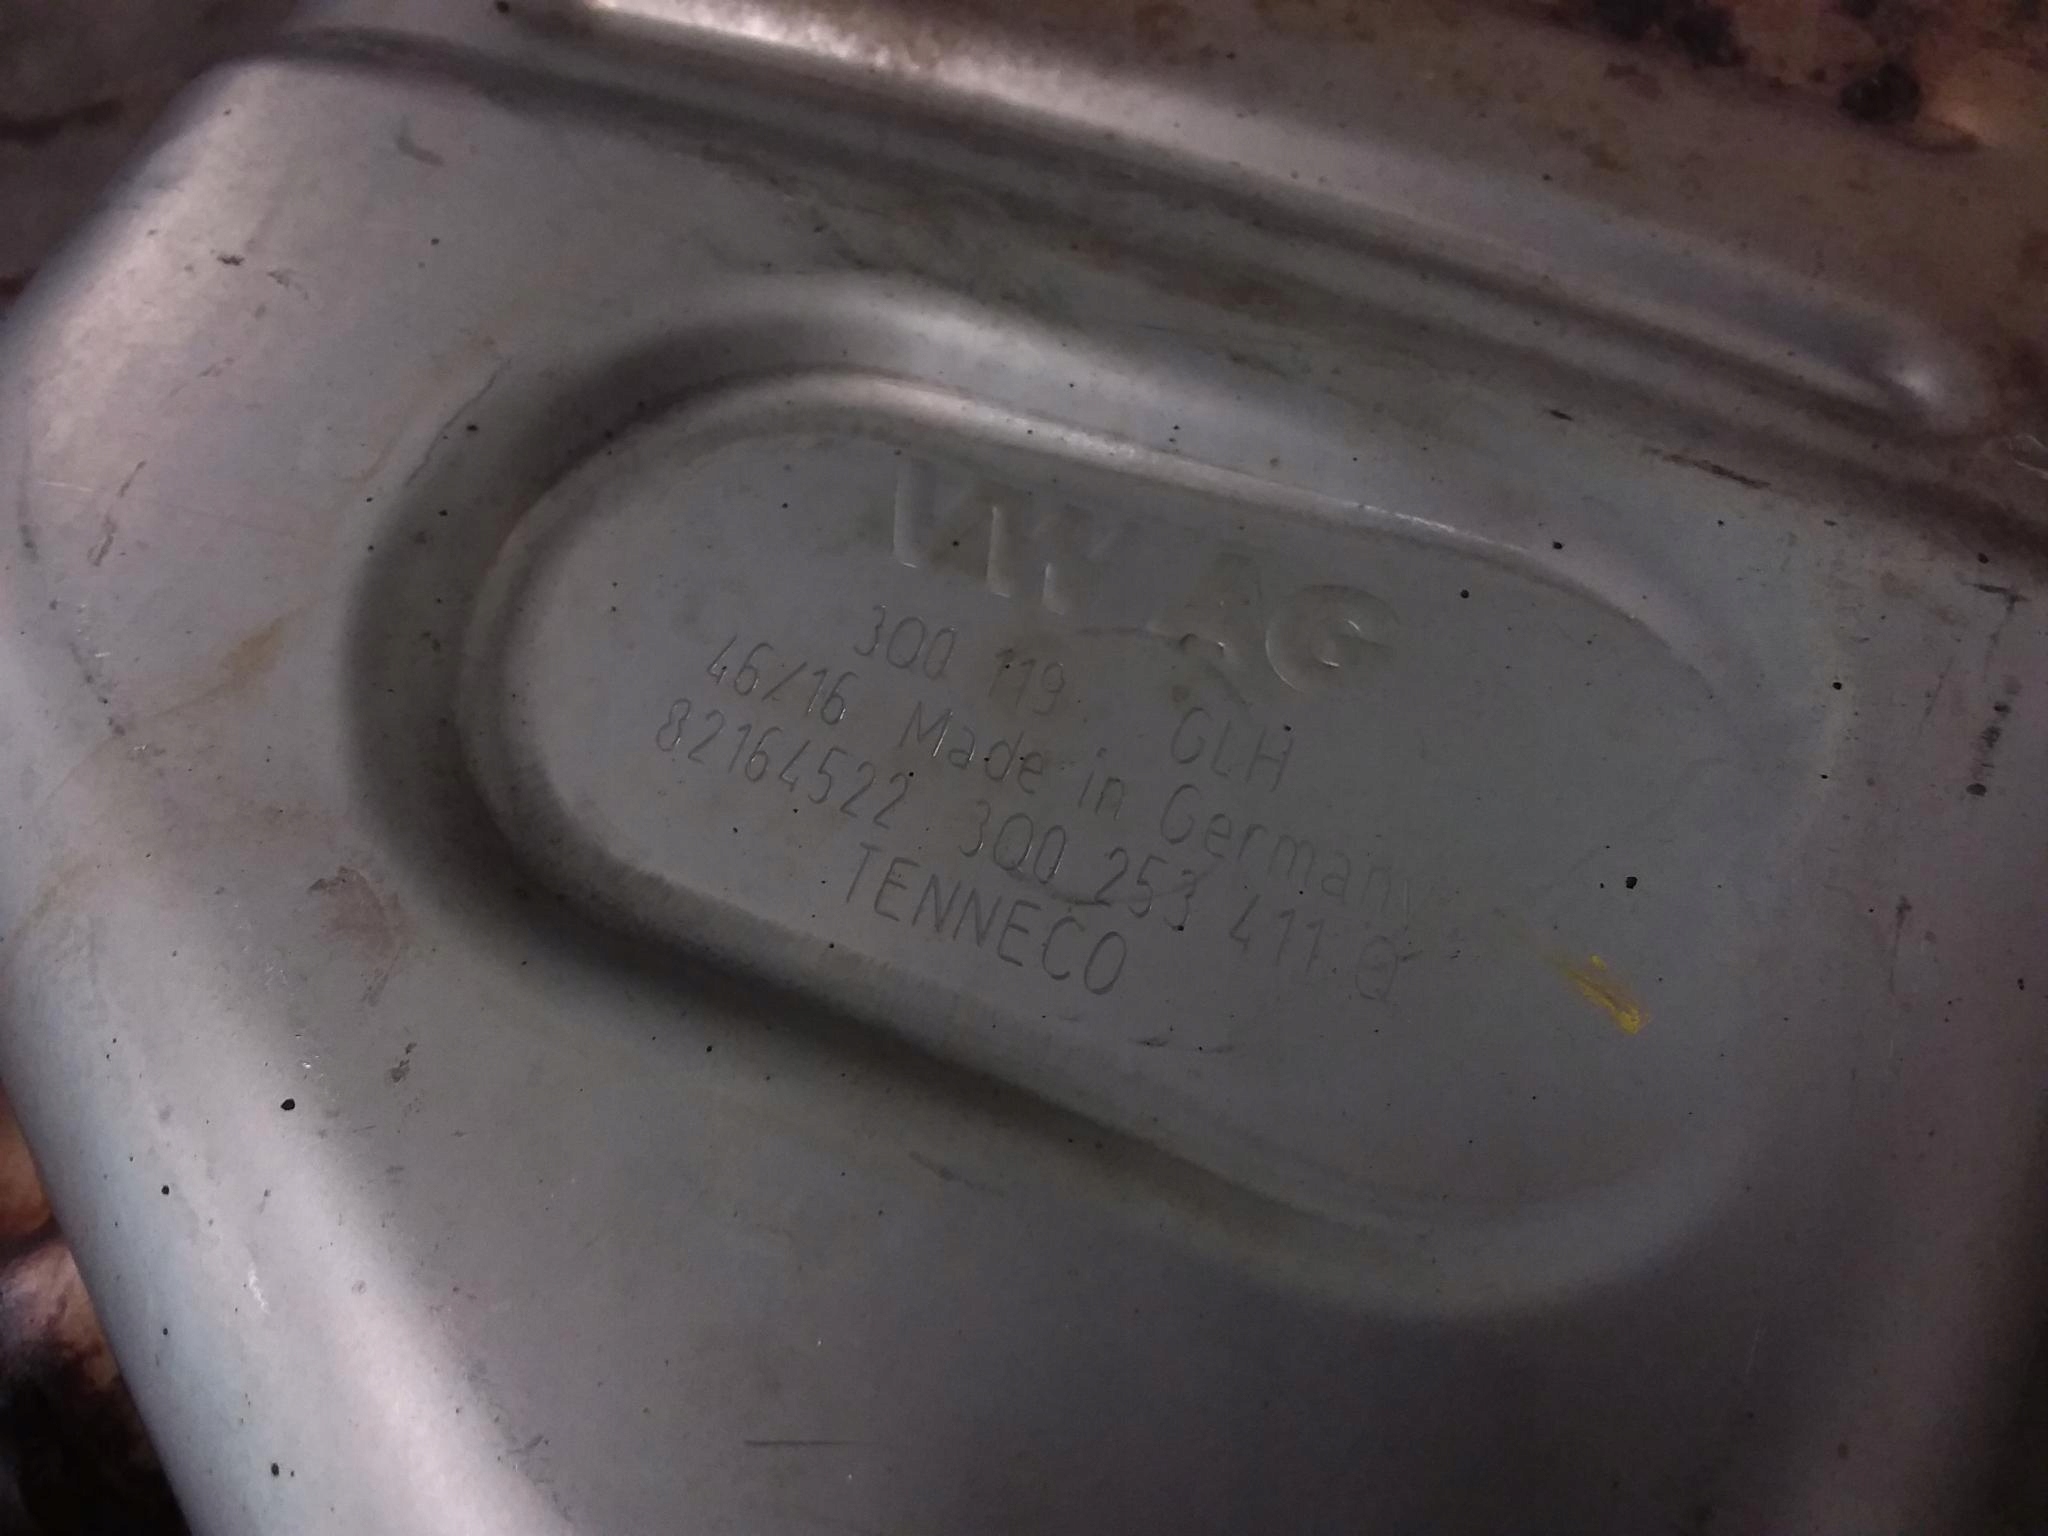 VW AG
3Q0 119 GLH
46/16 Made in Germany
82164522 3Q0 253 411 Q
TENNECO